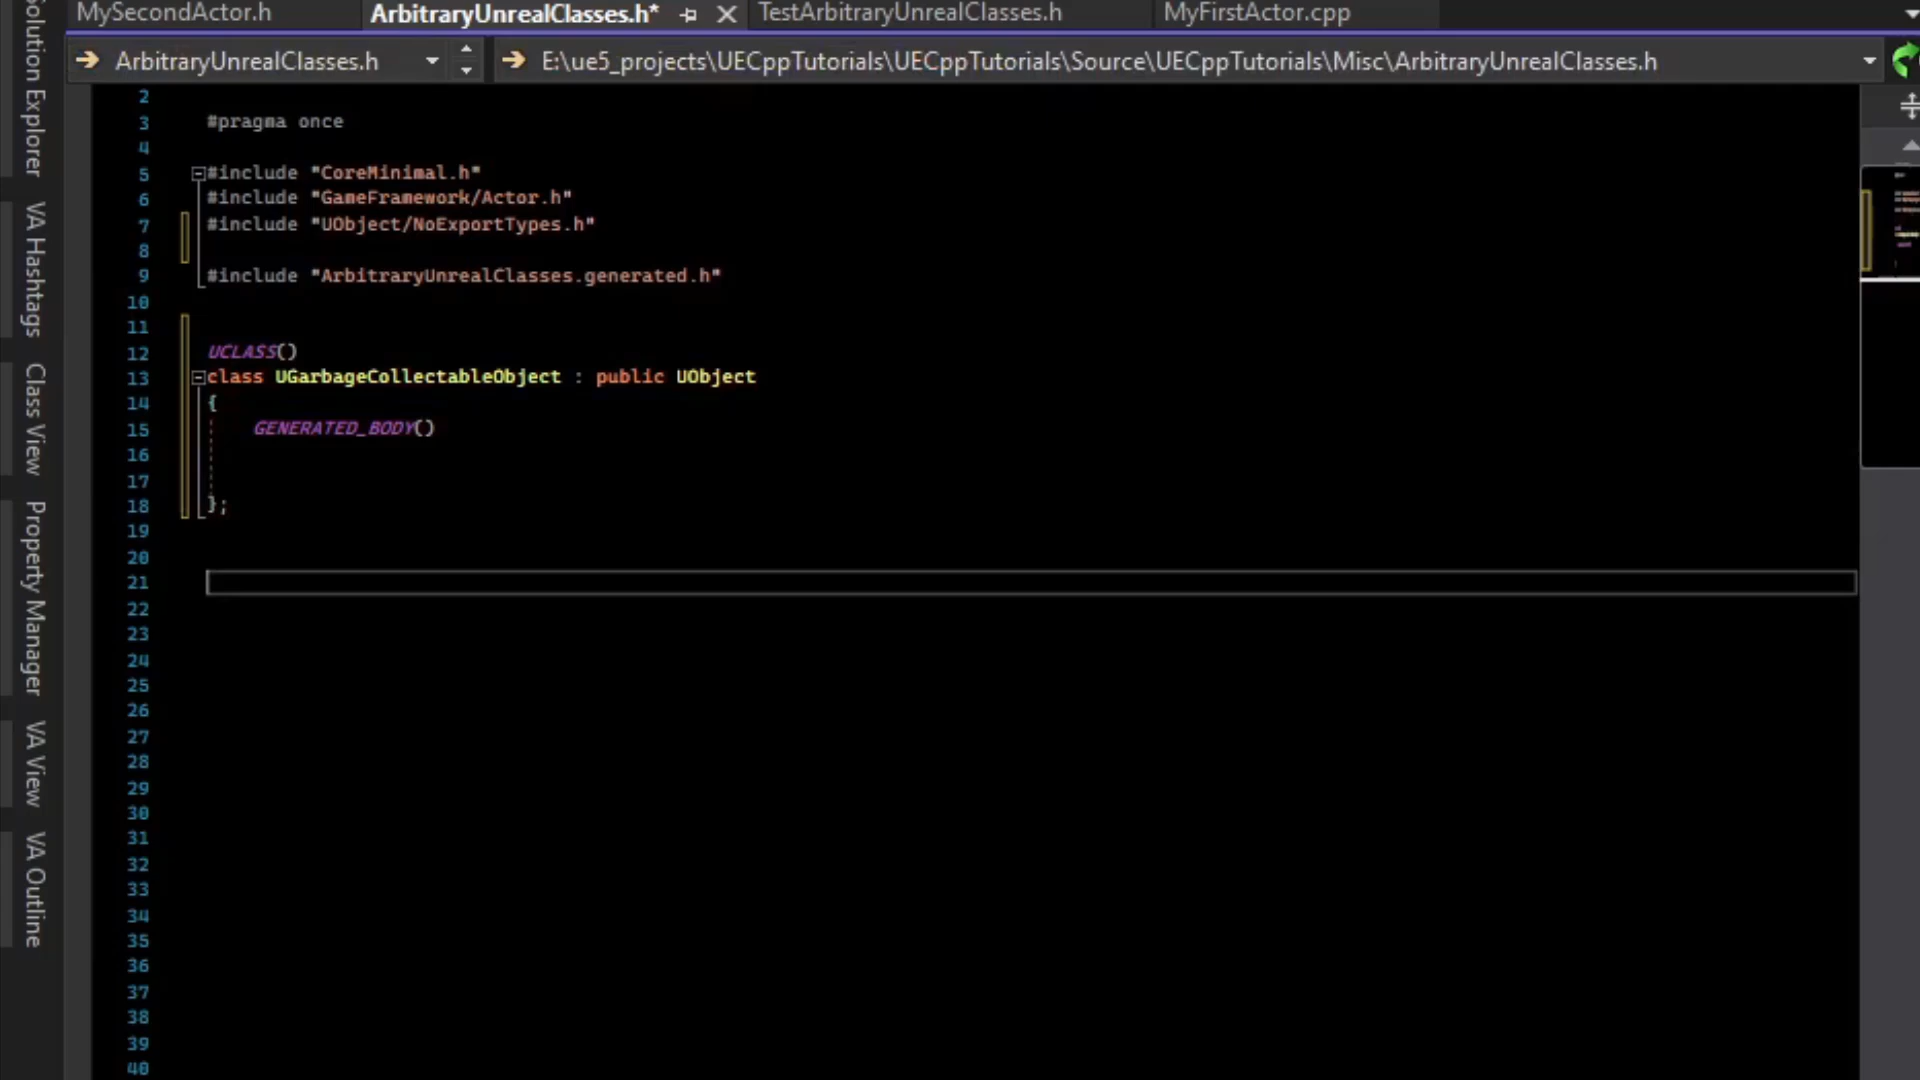 MySecondActor.h
ArbitraryUnrealClasses.h*
TestArbitraryUnrealClasses.h
MyFirstActor.cpp
ArbitraryUnrealClasses.h
E:\ue5_projects\UECppTutorials\UECppTutorials\Source\UECppTutorials\Misc\ArbitraryUnrealClasses.h
Solution Explorer
VA Hashtags
Class View
Property Manager
VA View
VA Outline
2
3 #pragma once
4
5 #include "CoreMinimal.h"
6 #include "GameFramework/Actor.h"
7 #include "UObject/NoExportTypes.h"
8
9 #include "ArbitraryUnrealClasses.generated.h"
10
11
12 UCLASS()
13 class UGarbageCollectableObject : public UObject
14 {
15 GENERATED_BODY()
16
17
18 };
19
20
21
22
23
24
25
26
27
28
29
30
31
32
33
34
35
36
37
38
39
40